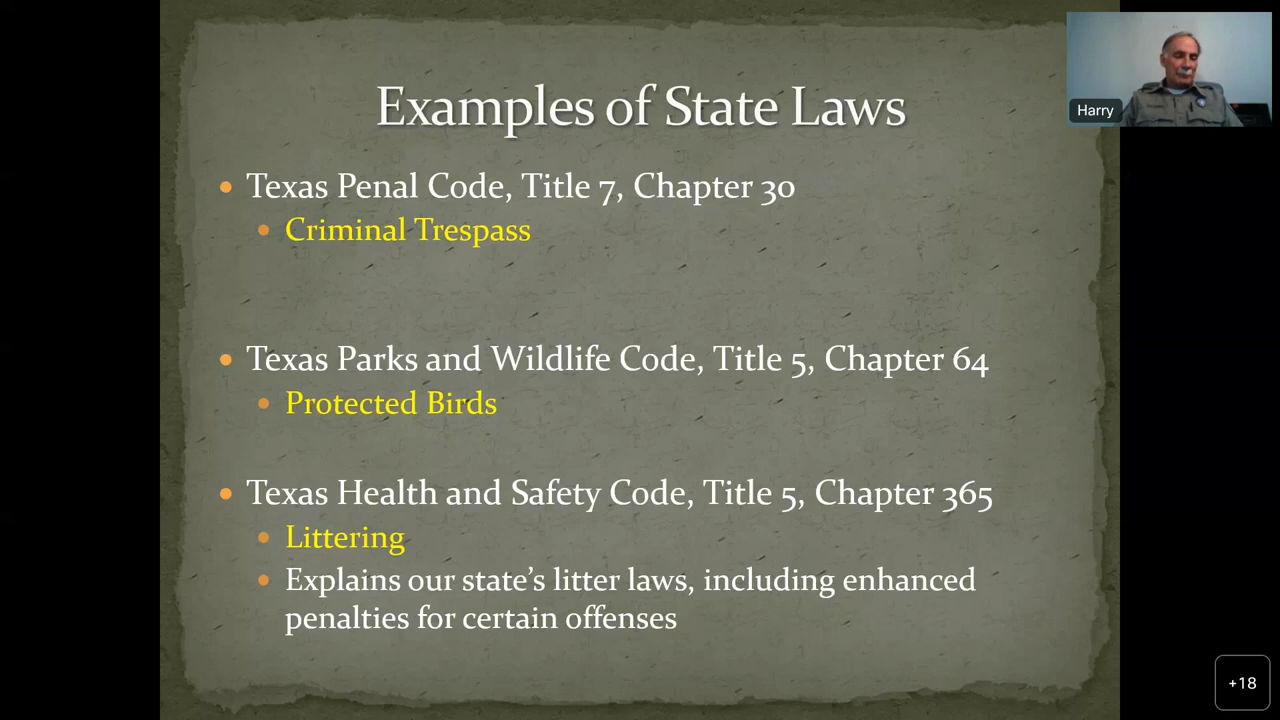 Examples of State Laws
Harry
Texas Penal Code, Title 7, Chapter 30
Criminal Trespass
Texas Parks and Wildlife Code, Title 5, Chapter 64
Protected Birds
Texas Health and Safety Code, Title 5, Chapter 365
Littering
Explains our state's litter laws, including enhanced
penalties for certain offenses
+18